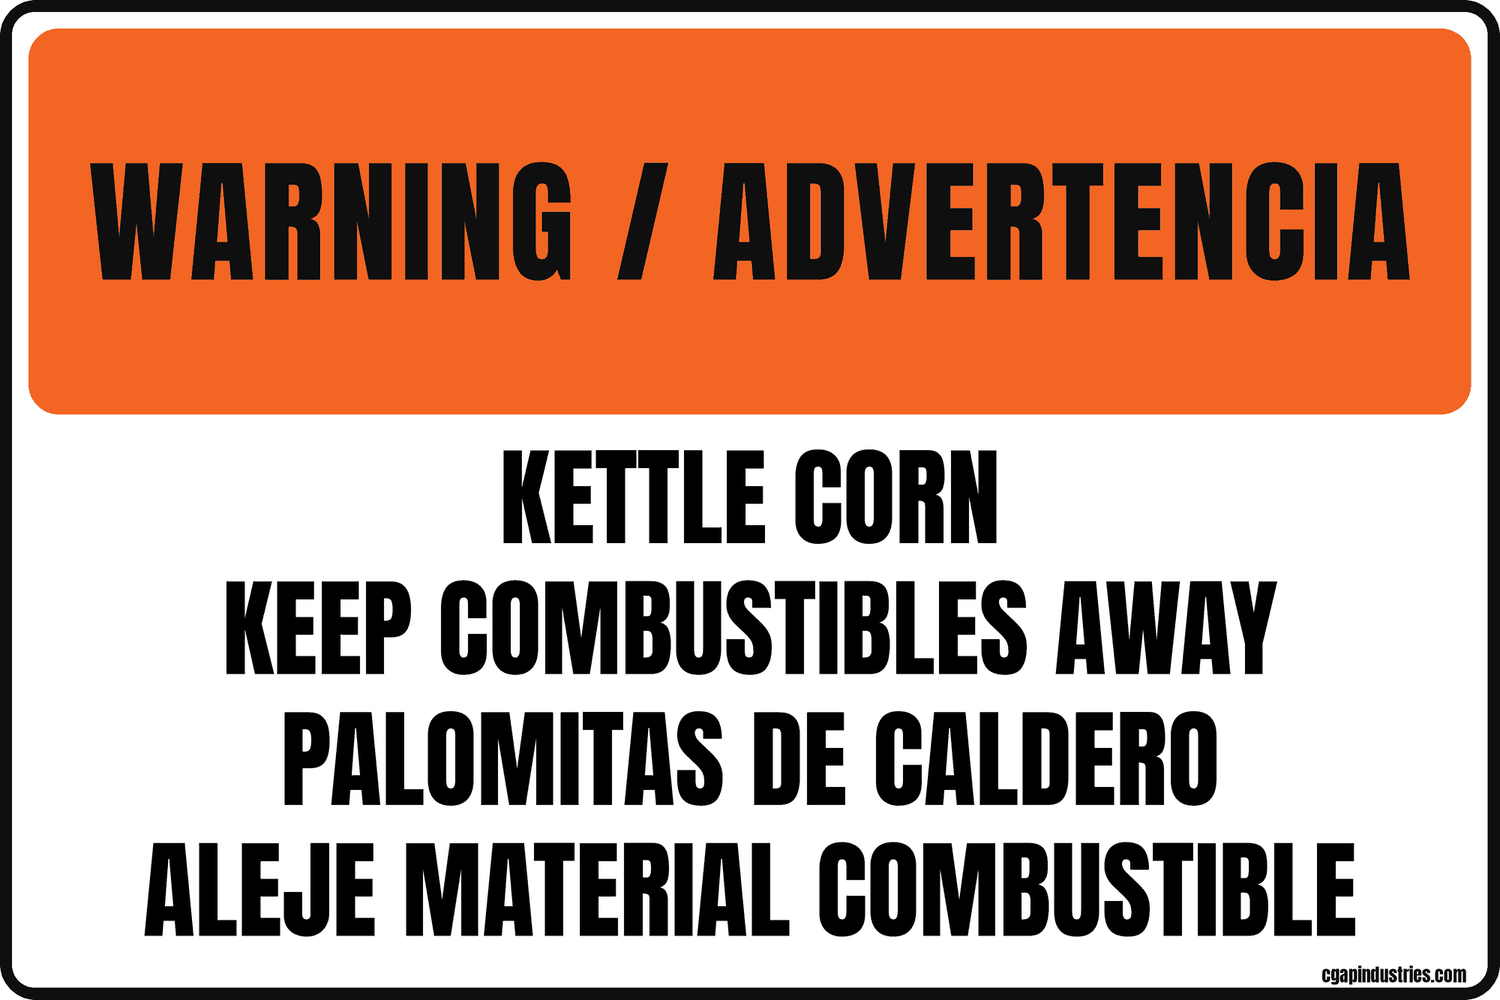 WARNING / ADVERTENCIA
KETTLE CORN
KEEP COMBUSTIBLES AWAY
PALOMITAS DE CALDERO
ALEJE MATERIAL COMBUSTIBLE
cgapindustries.com